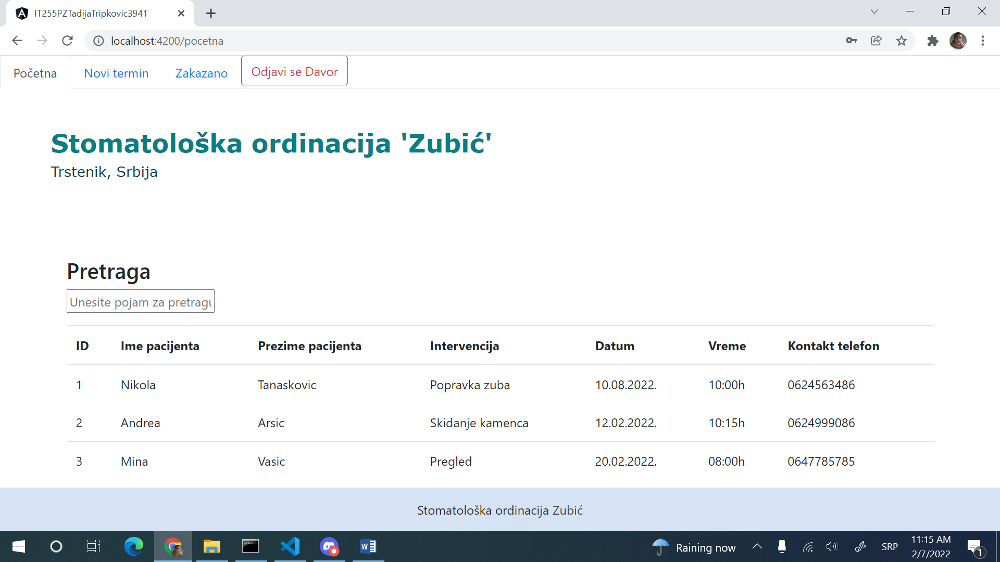 IT255PZTadijaTripkovic3941
localhost:4200/pocetna
Početna Novi termin Zakazano Odjavi se Davor
Stomatološka ordinacija 'Zubić'
Trstenik, Srbija
Pretraga
Unesite pojam za pretragu
ID Ime pacijenta Prezime pacijenta Intervencija Datum Vreme Kontakt telefon
1 Nikola Tanaskovic Popravka zuba 10.08.2022. 10:00h 0624563486
2 Andrea Arsic Skidanje kamenca 12.02.2022. 10:15h 0624999086
3 Mina Vasic Pregled 20.02.2022. 08:00h 0647785785
Stomatološka ordinacija Zubić
Raining now SRP 11:15 AM
2/7/2022 1